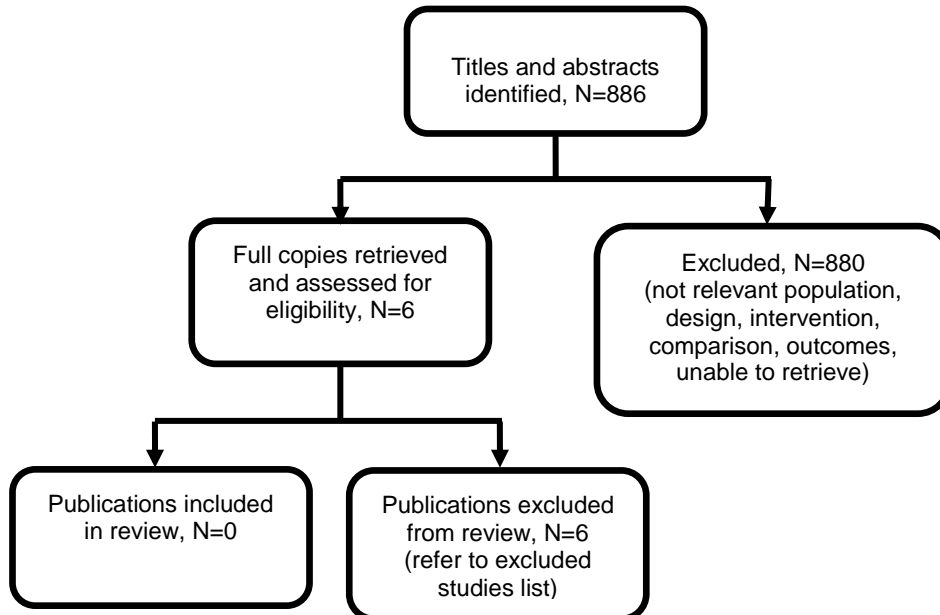 Titles and abstracts
identified, N=886
Full copies retrieved
and assessed for
eligibility, N=6
Excluded, N=880
(not relevant population,
design, intervention,
comparison, outcomes,
unable to retrieve)
Publications included
in review, N=0
Publications excluded
from review, N=6
(refer to excluded
studies list)